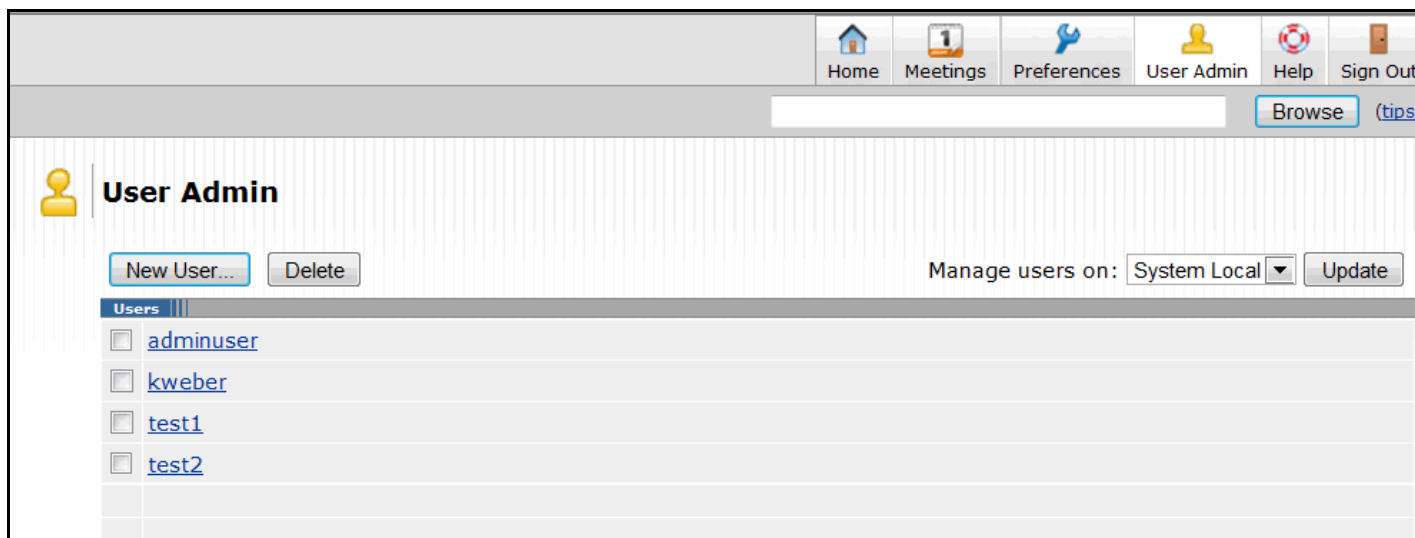 1
Home Meetings Preferences User Admin Help Sign Out
Browse (tips
User Admin
New User... Delete Manage users on: System Local Update
Users
adminuser
kweber
test1
test2